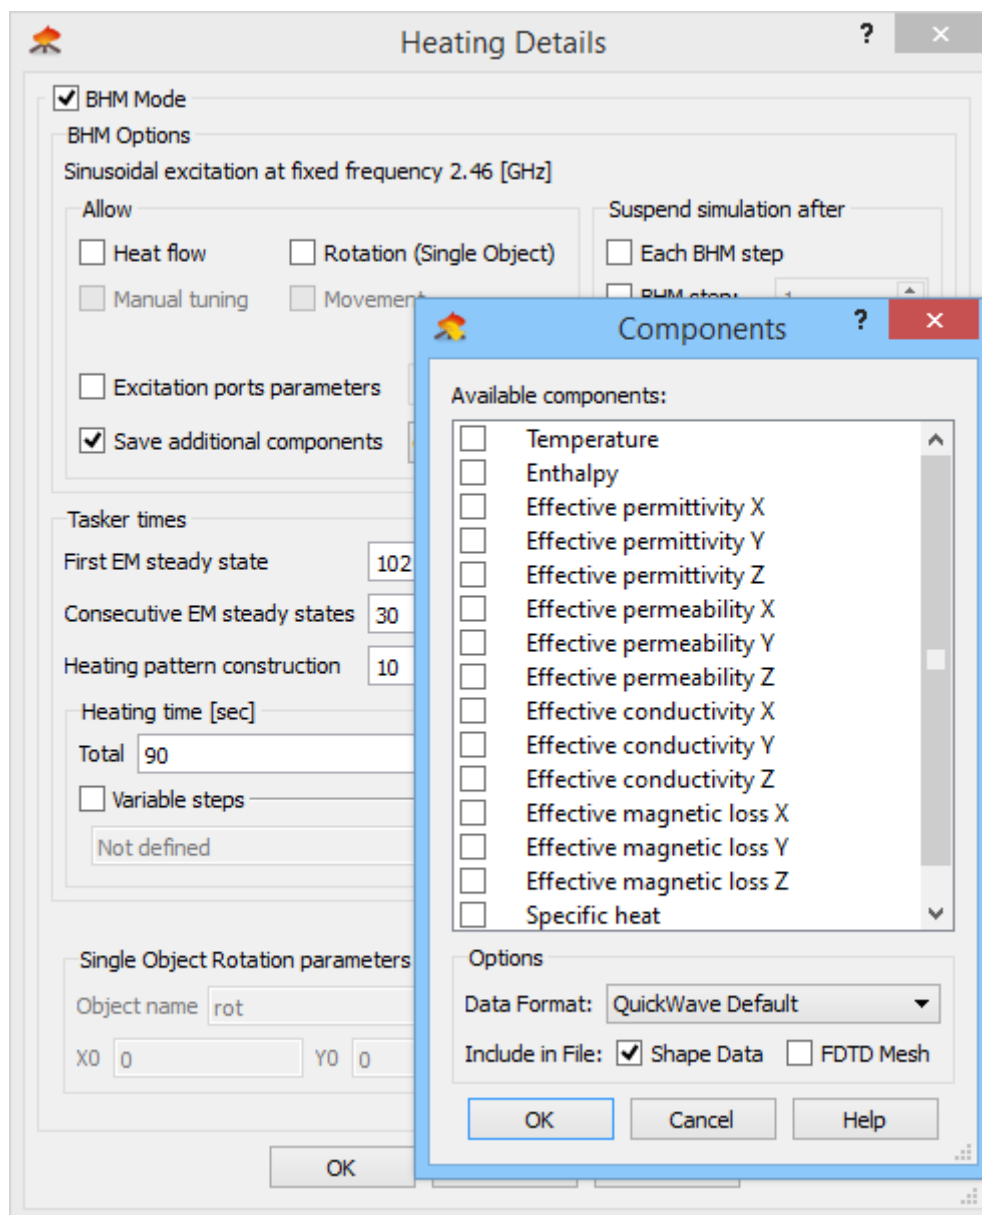 Heating Details
?
BHM Mode
BHM Options
Sinusoidal excitation at fixed frequency 2.46 [GHz]
Allow
Heat flow
Rotation (Single Object)
Manual tuning
Movement
Excitation ports parameters
Save additional components
Suspend simulation after
Each BHM step
BHM step:
Tasker times
First EM steady state 102
Consecutive EM steady states 30
Heating pattern construction 10
Heating time [sec]
Total 90
Variable steps
Not defined
Single Object Rotation parameters
Object name rot
X0 0 Y0 0
OK
Components
?
Available components:
Temperature
Enthalpy
Effective permittivity X
Effective permittivity Y
Effective permittivity Z
Effective permeability X
Effective permeability Y
Effective permeability Z
Effective conductivity X
Effective conductivity Y
Effective conductivity Z
Effective magnetic loss X
Effective magnetic loss Y
Effective magnetic loss Z
Specific heat
Options
Data Format: QuickWave Default
Include in File: Shape Data FDTD Mesh
OK Cancel Help